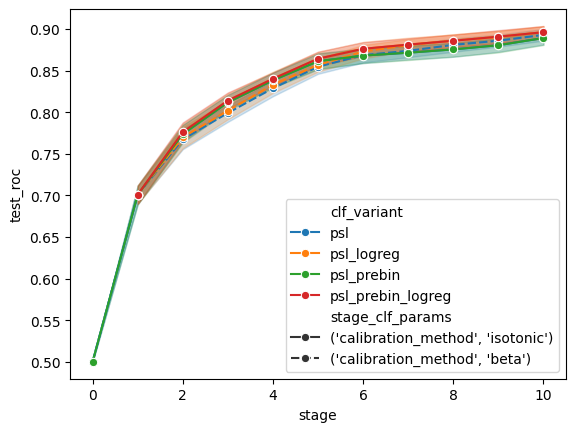 0.90
0.85
0.80
0.75
0.70
0.65
0.60
0.55
0.50
test_roc
clf_variant
psl
psl_logreg
psl_prebin
psl_prebin_logreg
stage_clf_params
('calibration_method', 'isotonic')
('calibration_method', 'beta')
0 2 4 6 8 10
stage